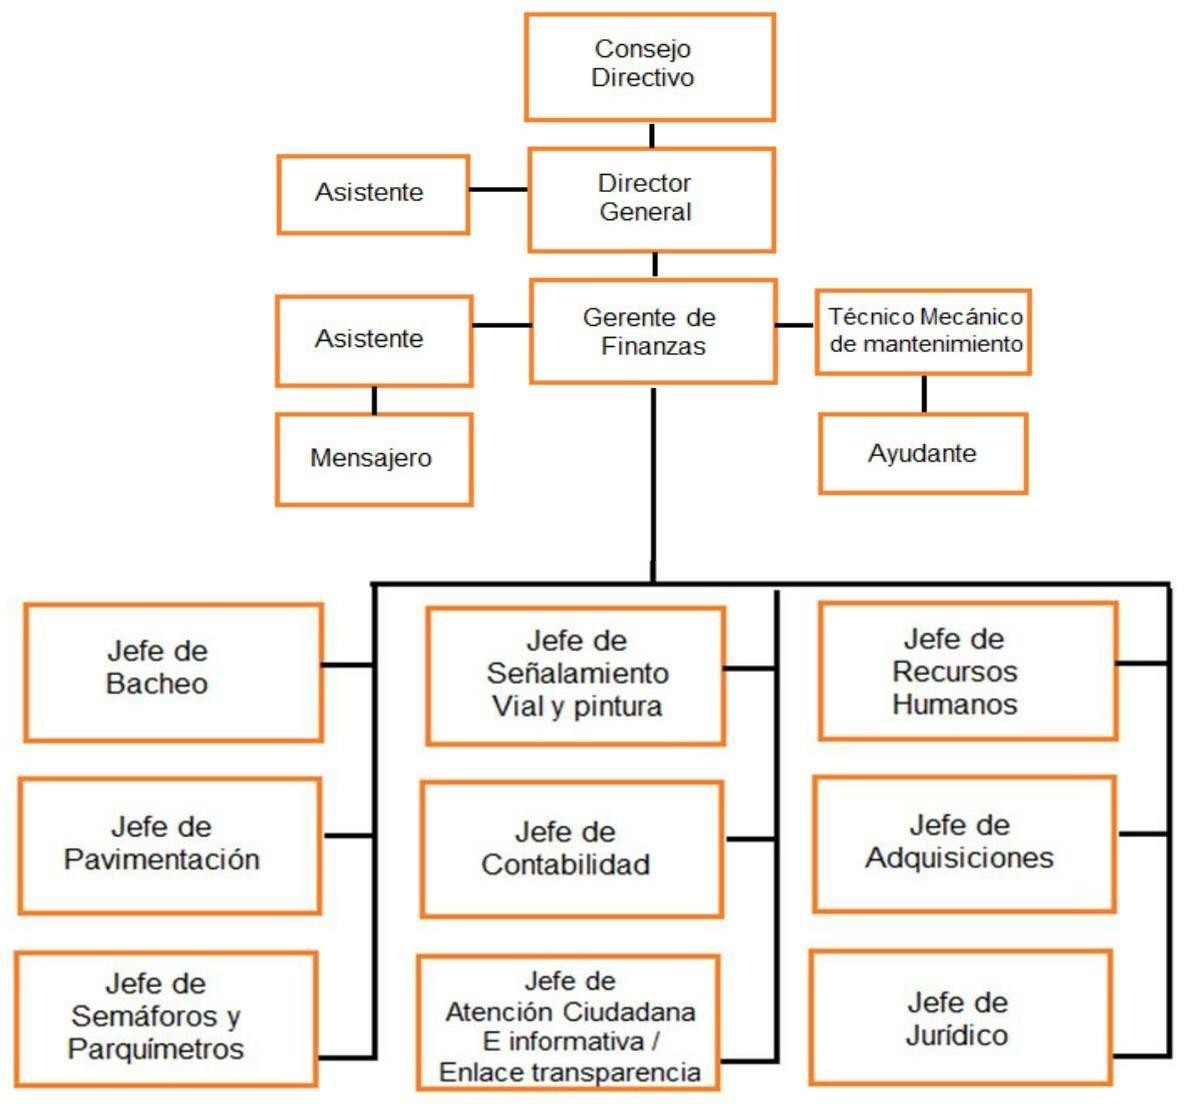 Consejo
Directivo
Asistente
Director
General
Asistente
Gerente de
Finanzas
Técnico Mecánico
de mantenimiento
Mensajero
Ayudante
Jefe de
Bacheo
Jefe de
Señalamiento
Vial y pintura
Jefe de
Recursos
Humanos
Jefe de
Pavimentación
Jefe de
Contabilidad
Jefe de
Adquisiciones
Jefe de
Semáforos y
Parquímetros
Jefe de
Atención Ciudadana
E informativa /
Enlace transparencia
Jefe de
Jurídico